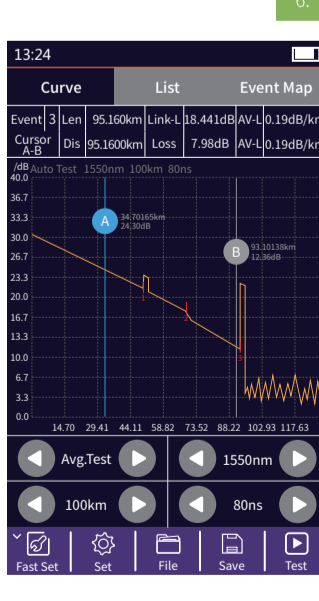 6.
13:24
Curve List Event Map
Event 3 Len 95.160km Link-L 18.441dB AV-L 0.19dB/km
Cursor A-B Dis 95.1600km Loss 7.98dB AV-L 0.19dB/km
/dB Auto Test 1550nm 100km 80ns
40.0
36.7
33.3
A 34.70165km
24.30dB
30.0
B 93.10138km
12.36dB
26.7
23.3
20.0
1
16.7
2
13.3
3
10.0
6.7
3.3
0.0
14.70 29.41 44.11 58.82 73.52 88.22 102.93 117.63
Avg.Test 1550nm
100km 80ns
Fast Set Set File Save Test